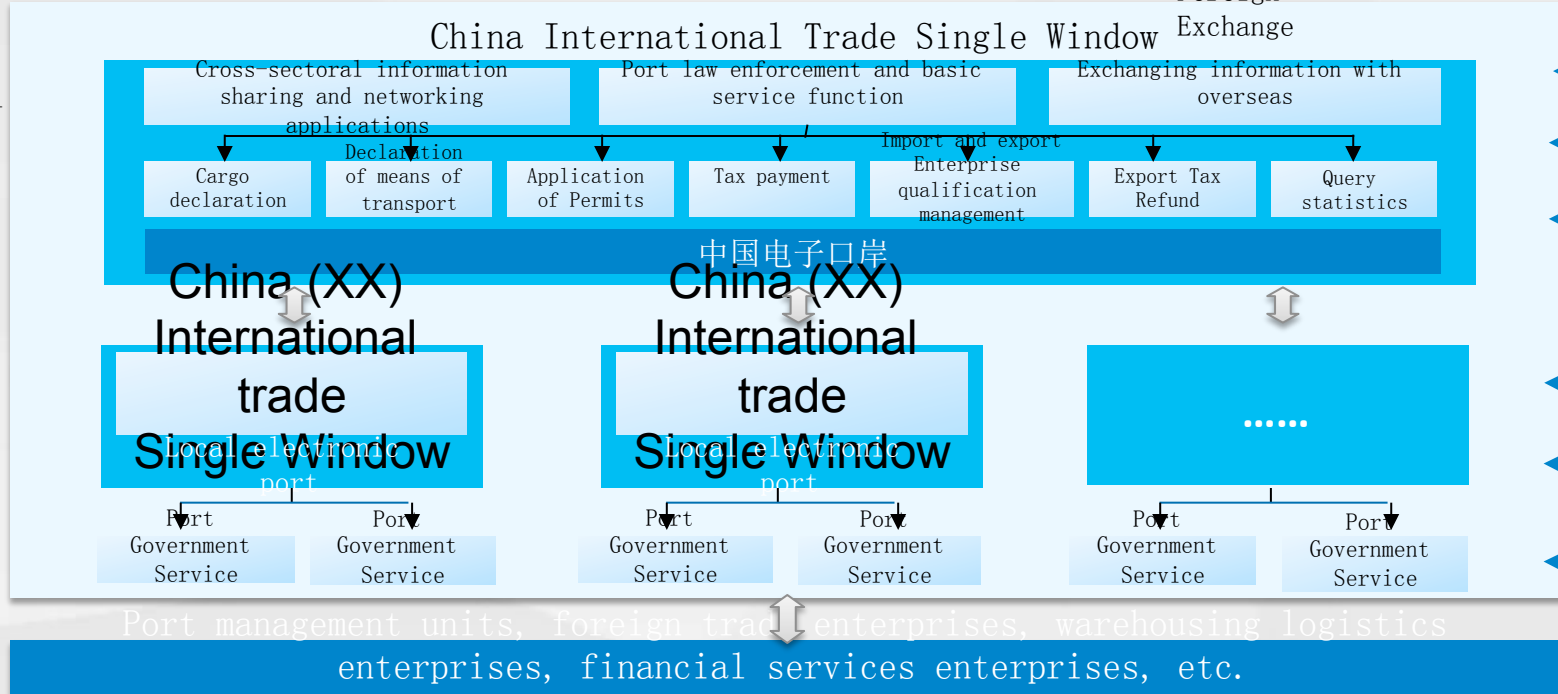 Exchange
China International Trade Single Window
Cross-sectoral information
sharing and networking
applications
Port law enforcement and basic
service function
Exchanging information with
overseas
Cargo
declaration
Declaration
of means of
transport
Application
of Permits
Tax payment
Import and export
Enterprise
qualification
management
Export Tax
Refund
Query
statistics
中国电子口岸
China (XX)
International
trade
Single Window
Local electronic
port
China (XX)
International
trade
Single Window
Local electronic
port
......
Port
Government
Service
Port
Government
Service
Port
Government
Service
Port
Government
Service
Port
Government
Service
Port
Government
Service
Port management units, foreign trade enterprises, warehousing logistics
enterprises, financial services enterprises, etc.